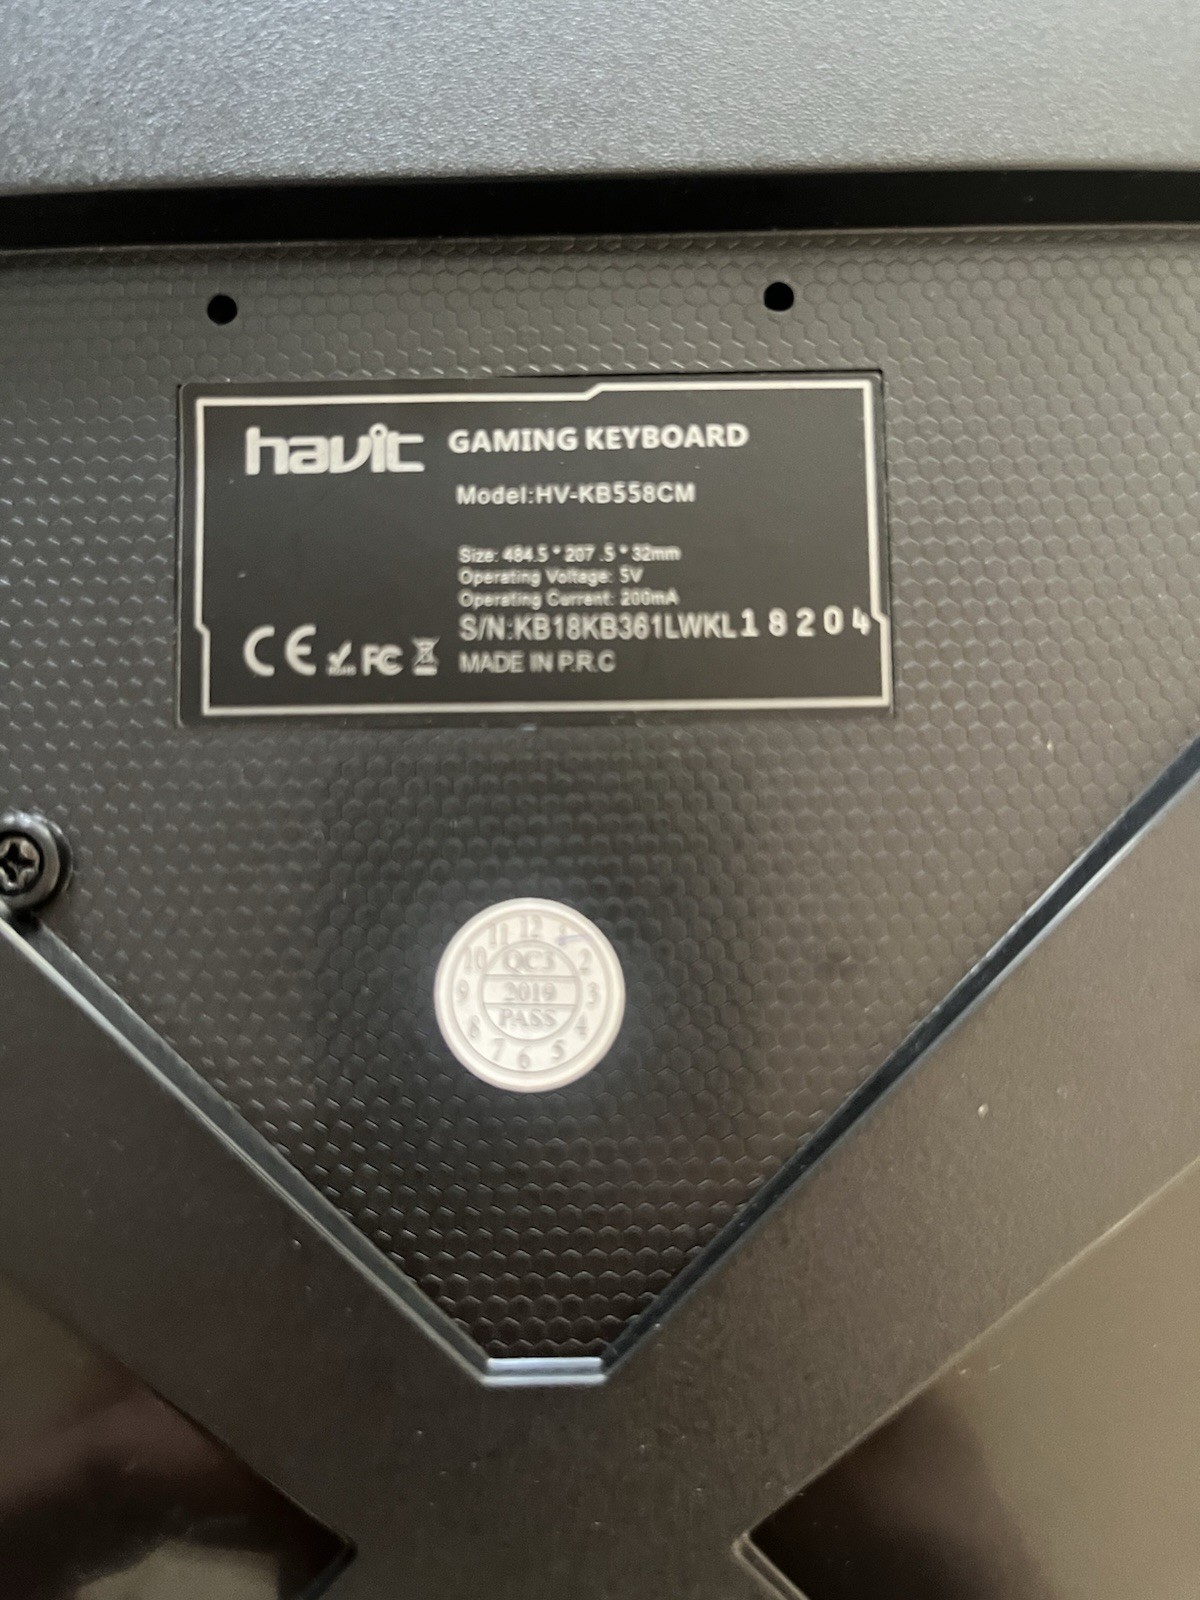 havit GAMING KEYBOARD
Model:HV-KB558CM
Size: 484.5 * 207 .5 * 32mm
Operating Voltage: 5V
Operating Current: 200mA
S/N:KB18KB361LWKL18204
CE FC MADE IN P.R.C
11 12 2 3 4 5 6 7 8 9 10
QC3
2019
PASS